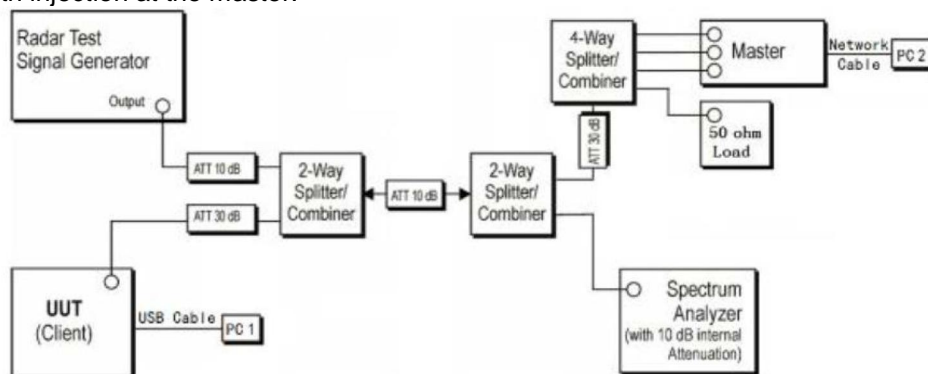 injection at the master.
Radar Test
Signal Generator
Output
ATT 10 dB
ATT 30 dB
2-Way
Splitter/
Combiner
ATT 10 dB
2-Way
Splitter/
Combiner
4-Way
Splitter/
Combiner
ATT 30 dB
Master
Network
Cable
PC 2
50 ohm
Load
UUT
(Client)
USB Cable
PC 1
Spectrum
Analyzer
(with 10 dB internal
Attenuation)